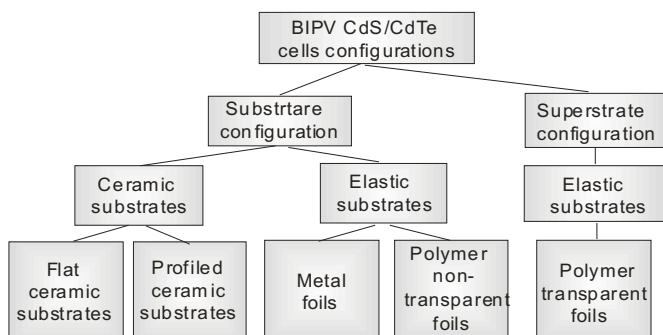 BIPV CdS/CdTe
cells configurations
Substrtare
configuration
Superstrate
configuration
Ceramic
substrates
Elastic
substrates
Elastic
substrates
Flat
ceramic
substrates
Profiled
ceramic
substrates
Metal
foils
Polymer
non-
transparent
foils
Polymer
transparent
foils